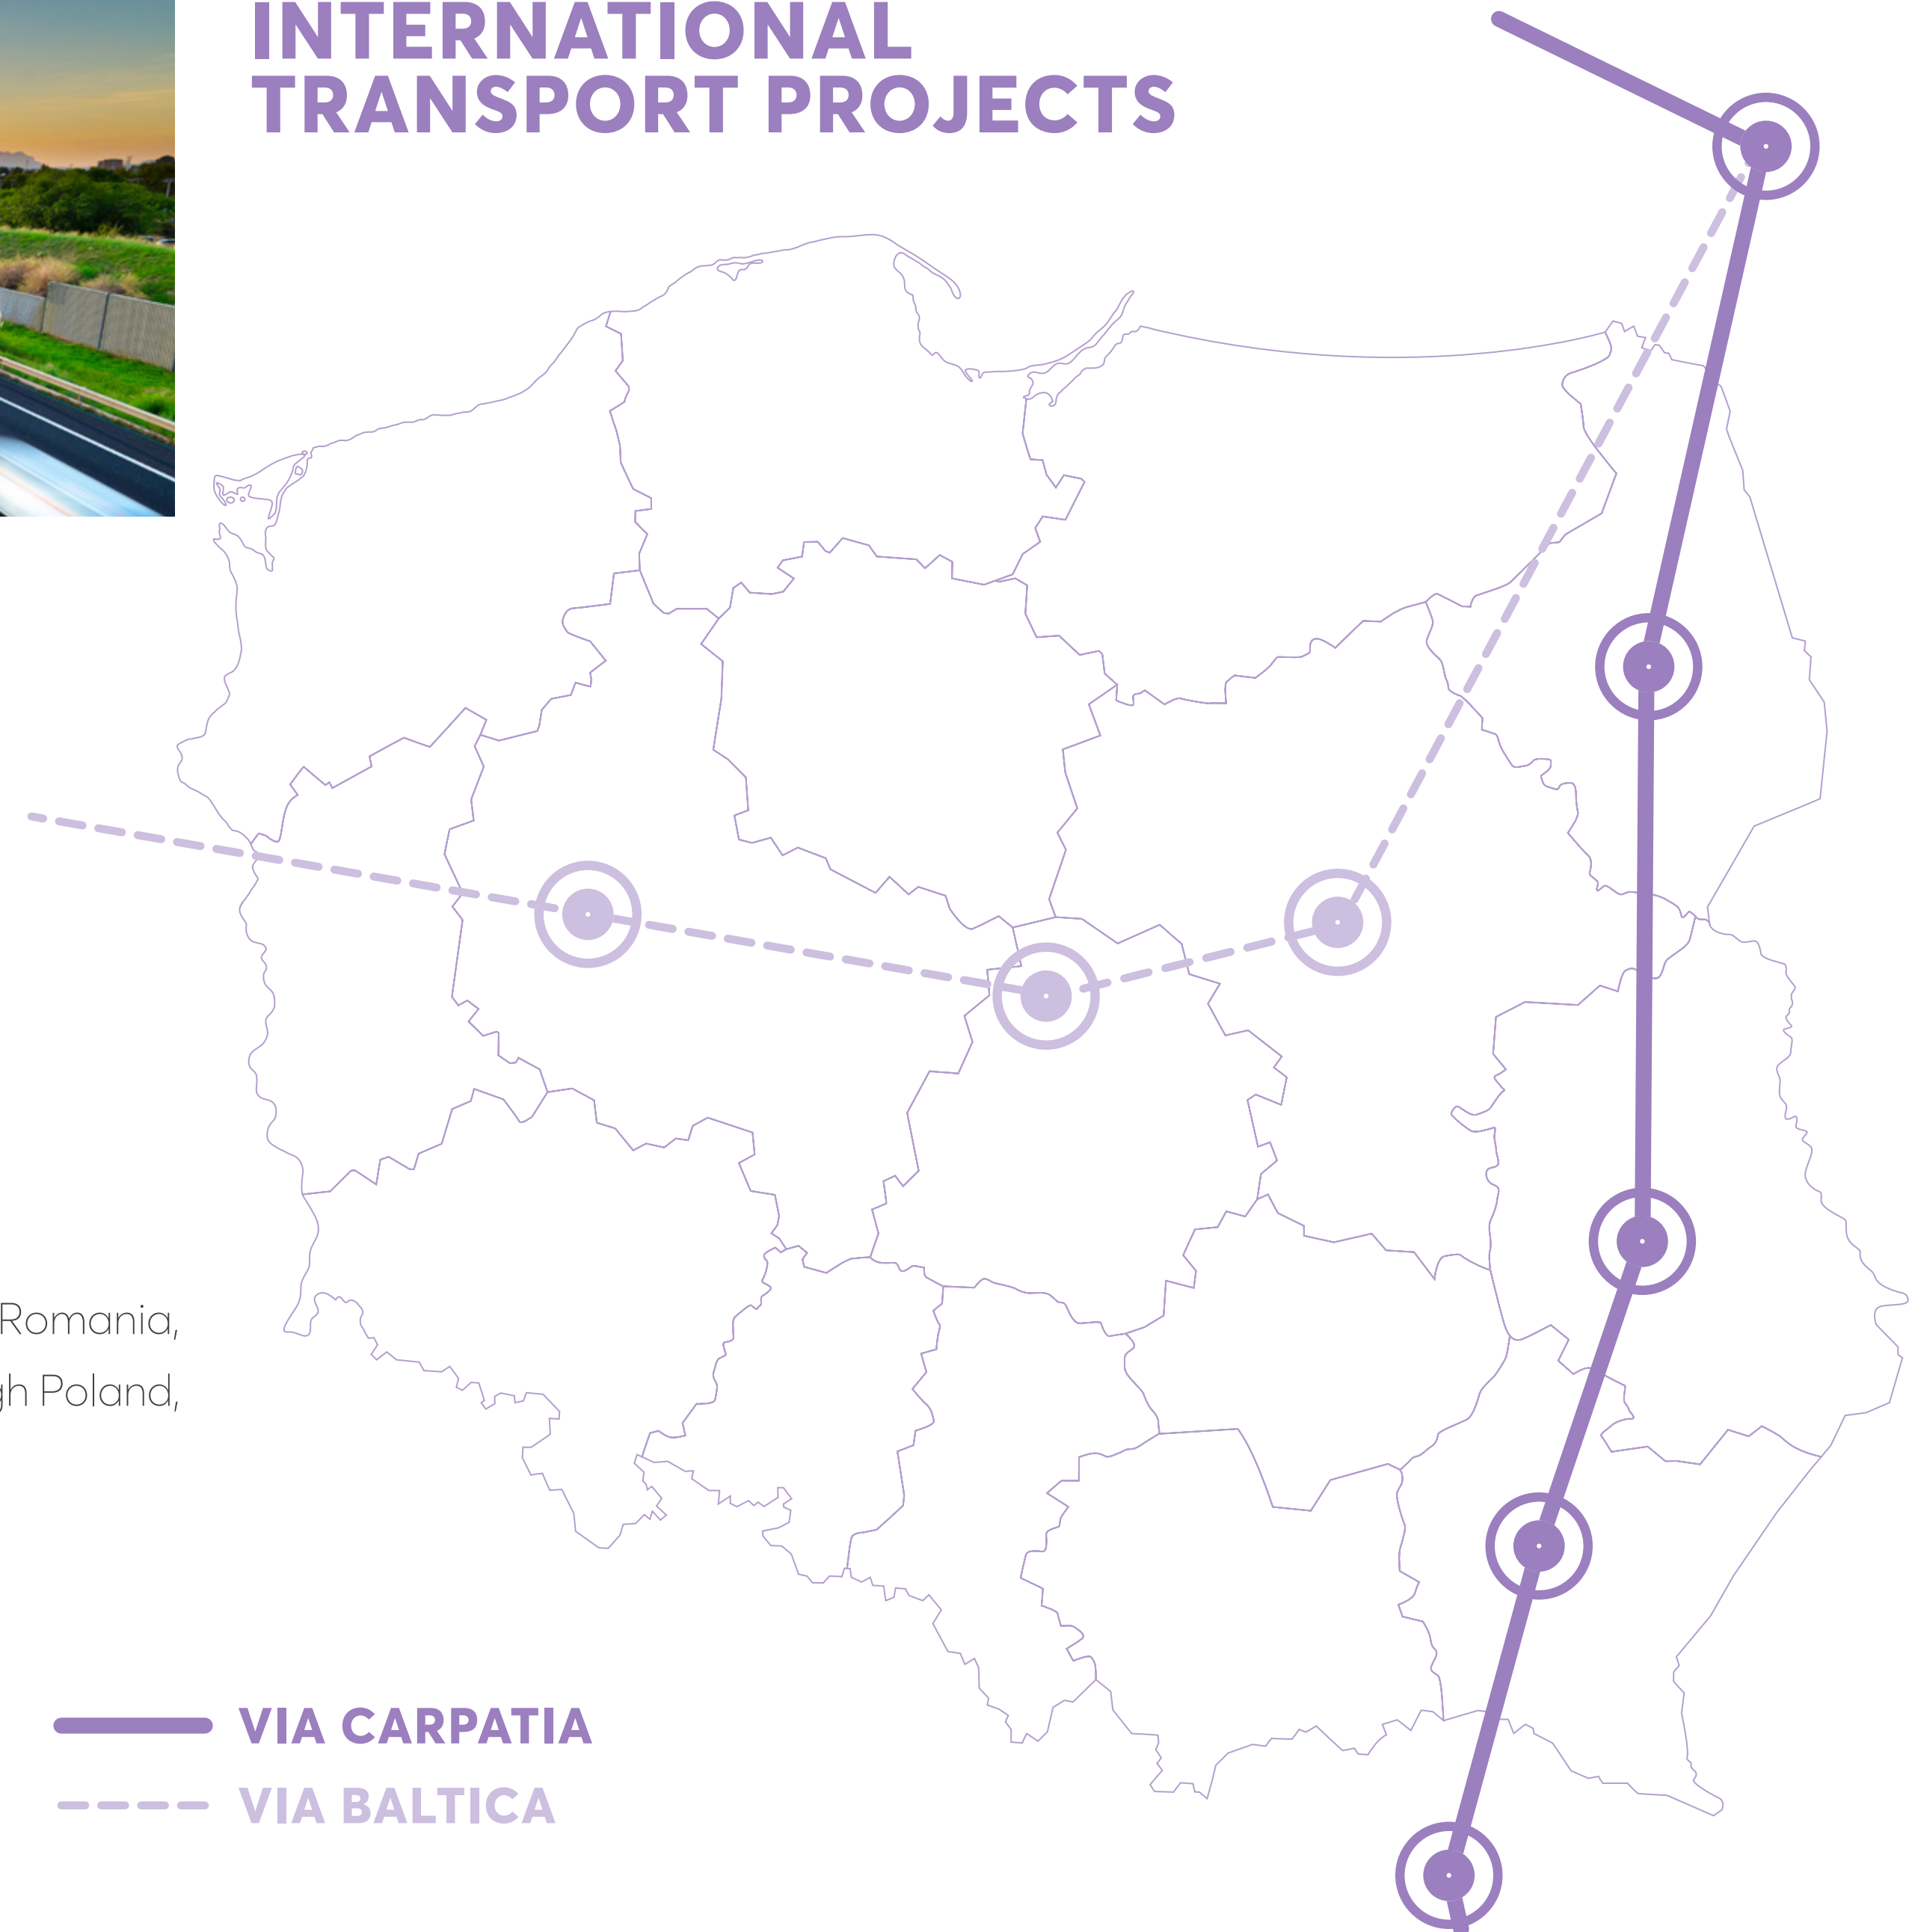 INTERNATIONAL
TRANSPORT PROJECTS
Romania,
Poland,
VIA CARPATIA
VIA BALTICA